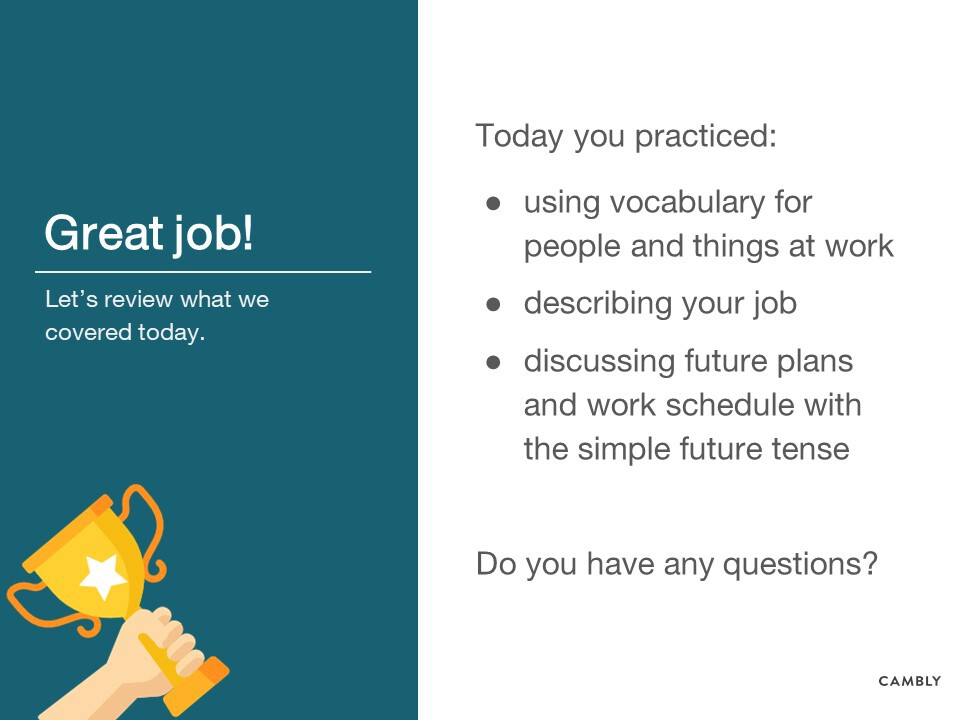 Great job!
Let’s review what we
covered today.
Today you practiced:
● using vocabulary for
people and things at work
● describing your job
● discussing future plans
and work schedule with
the simple future tense
Do you have any questions?
CAMBLY